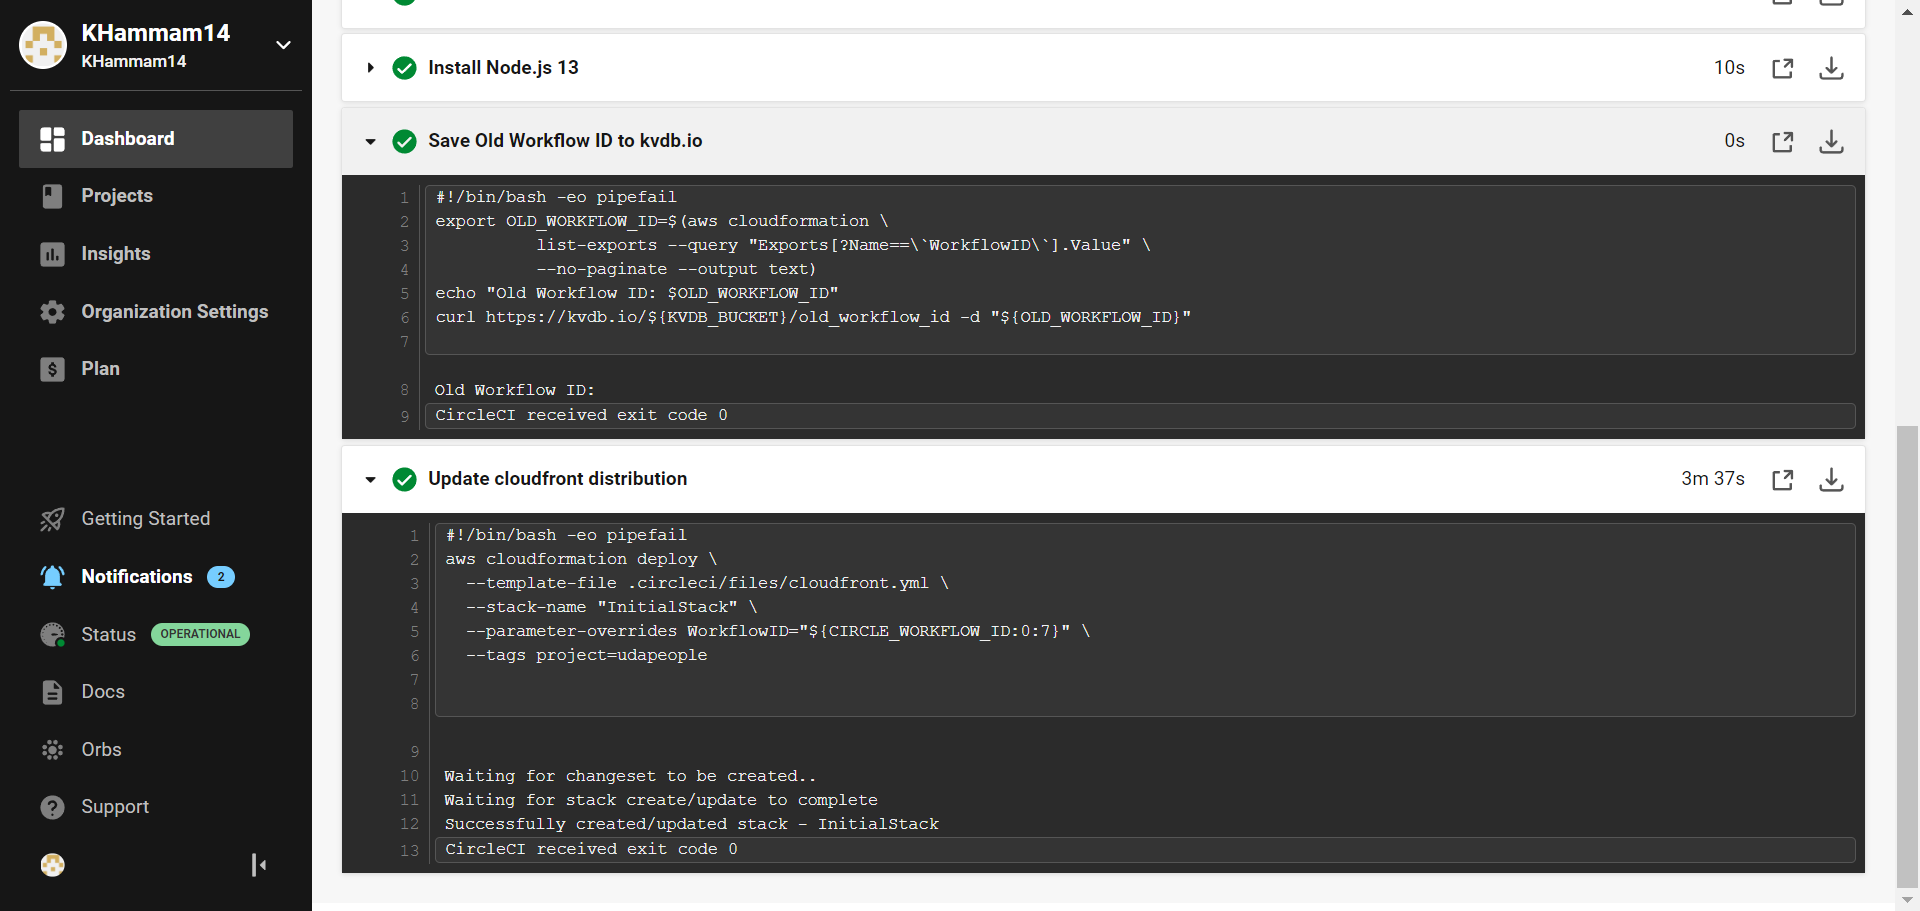 KHammam14
KHammam14
Dashboard
Projects
Insights
Organization Settings
Plan
Getting Started
Notifications 2
Status OPERATIONAL
Docs
Orbs
Support
Install Node.js 13 10s
Save Old Workflow ID to kvdb.io 0s
1 #!/bin/bash -eo pipefail
2 export OLD_WORKFLOW_ID=$(aws cloudformation \
3 list-exports --query "Exports[?Name==\`WorkflowID\`].Value" \
4 --no-paginate --output text)
5 echo "Old Workflow ID: $OLD_WORKFLOW_ID"
6 curl https://kvdb.io/${KVDB_BUCKET}/old_workflow_id -d "${OLD_WORKFLOW_ID}"
7
8 Old Workflow ID:
9 CircleCI received exit code 0
Update cloudfront distribution 3m 37s
1 #!/bin/bash -eo pipefail
2 aws cloudformation deploy \
3 --template-file .circleci/files/cloudfront.yml \
4 --stack-name "InitialStack" \
5 --parameter-overrides WorkflowID="${CIRCLE_WORKFLOW_ID:0:7}" \
6 --tags project=udapeople
7
8
9
10 Waiting for changeset to be created..
11 Waiting for stack create/update to complete
12 Successfully created/updated stack - InitialStack
13 CircleCI received exit code 0